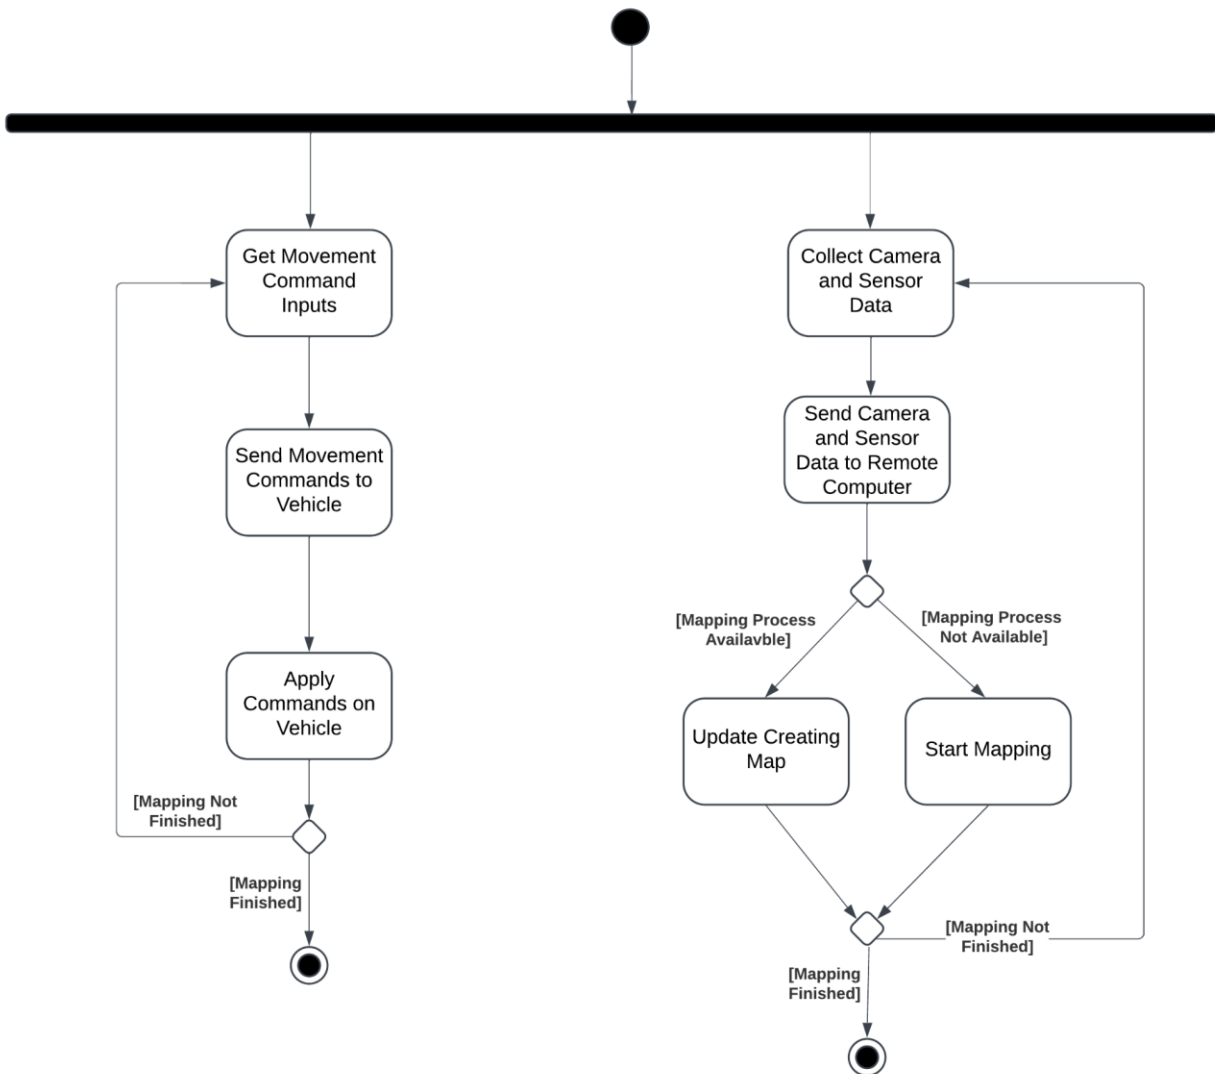 Get Movement
Command
Inputs
Send Movement
Commands to
Vehicle
Apply
Commands on
Vehicle
[Mapping Not
Finished]
[Mapping
Finished]
Collect Camera
and Sensor
Data
Send Camera
and Sensor
Data to Remote
Computer
[Mapping Process
Availavble]
[Mapping Process
Not Available]
Update Creating
Map
Start Mapping
[Mapping Not
Finished]
[Mapping
Finished]